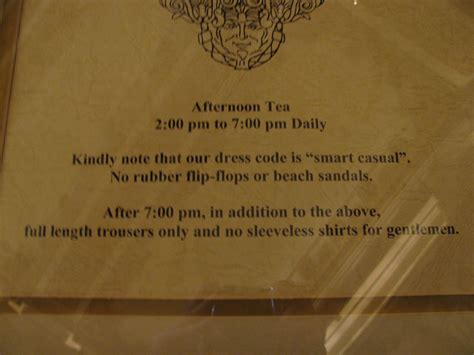 Afternoon Tea
2:00 pm to 7:00 pm Daily
Kindly note that our dress code is “smart casual”.
No rubber flip-flops or beach sandals.
After 7:00 pm, in addition to the above,
full length trousers only and no sleeveless shirts for gentlemen.